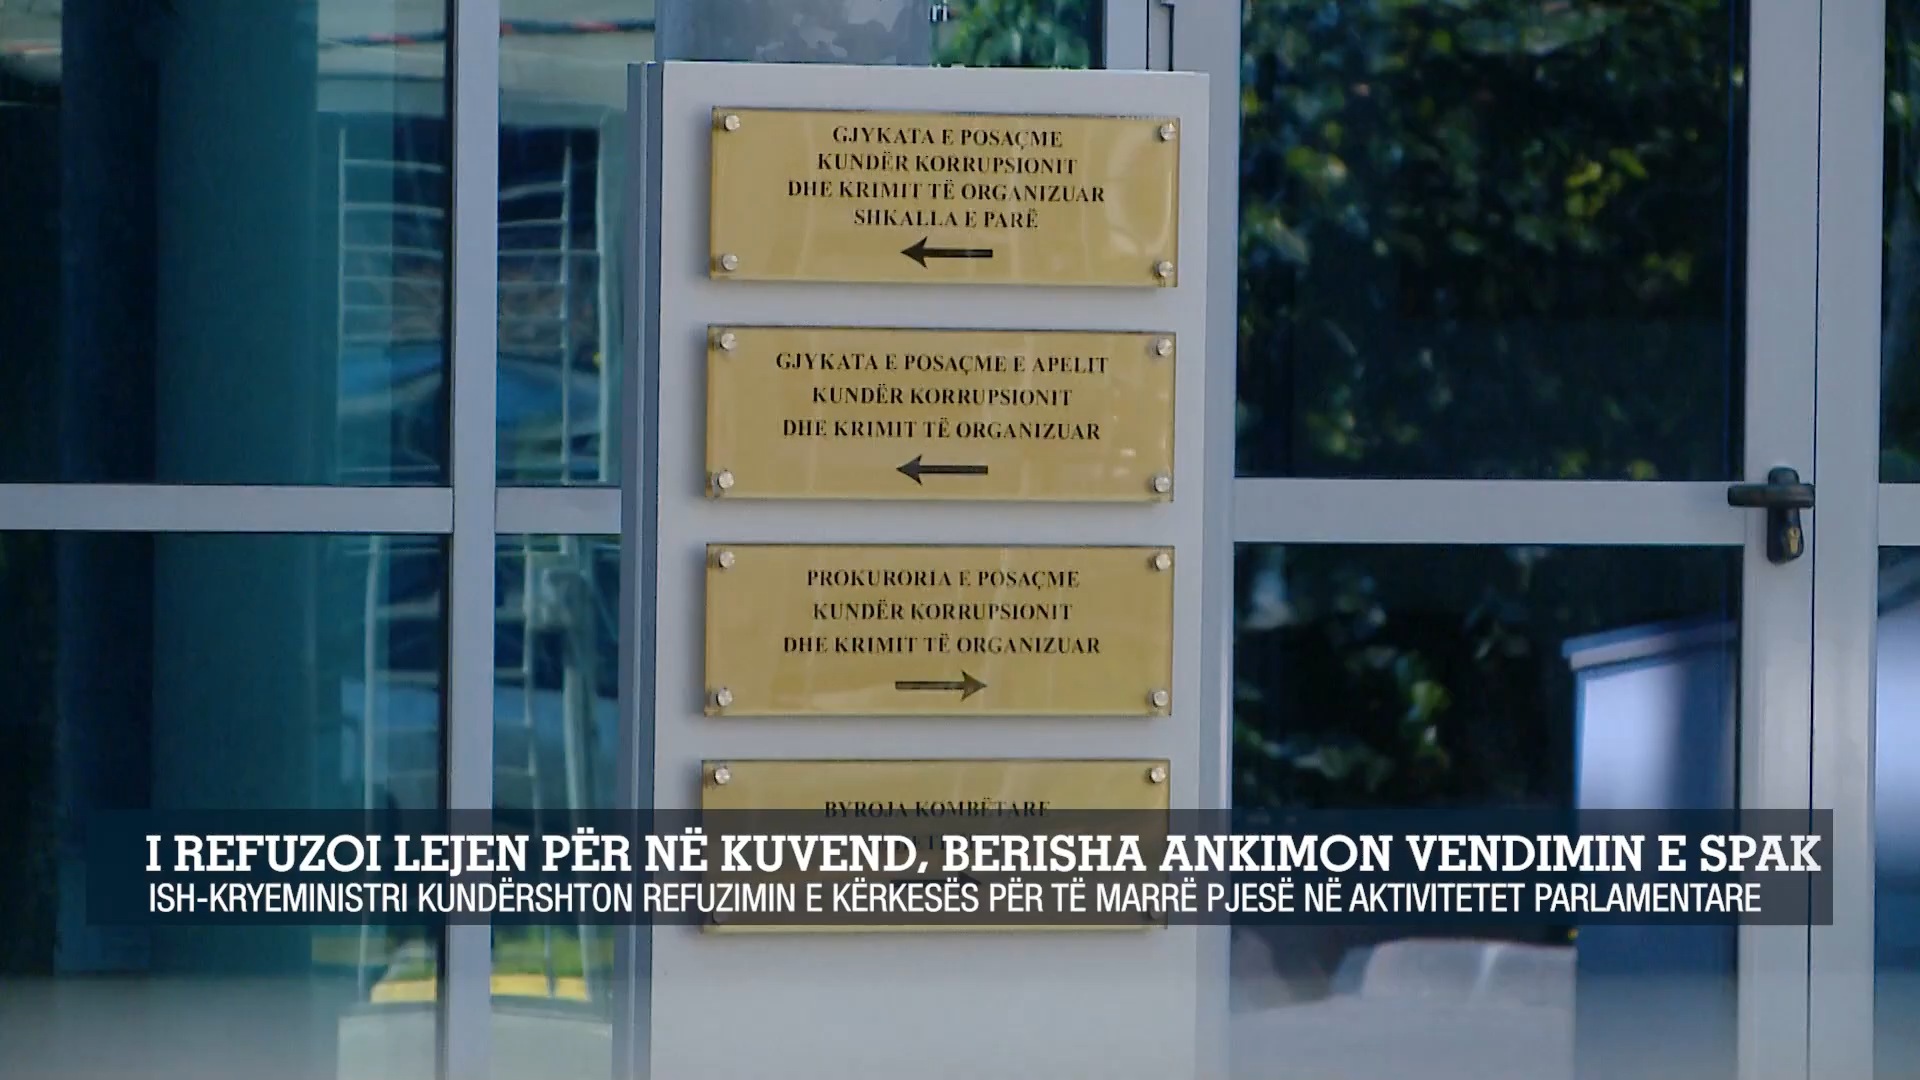 GJYKATA E POSAÇME
KUNDËR KORRUPSIONIT
DHE KRIMIT TË ORGANIZUAR
SHKALLA E PARË
GJYKATA E POSAÇME E APELIT
KUNDËR KORRUPSIONIT
DHE KRIMIT TË ORGANIZUAR
PROKURORIA E POSAÇME
KUNDËR KORRUPSIONIT
DHE KRIMIT TË ORGANIZUAR
BYROJA KOMBËTARE
I REFUZOI LEJEN PËR NË KUVEND, BERISHA ANKIMON VENDIMIN E SPAK
ISH-KRYEMINISTRI KUNDËRSHTON REFUZIMIN E KËRKESËS PËR TË MARRË PJESË NË AKTIVITETET PARLAMENTARE